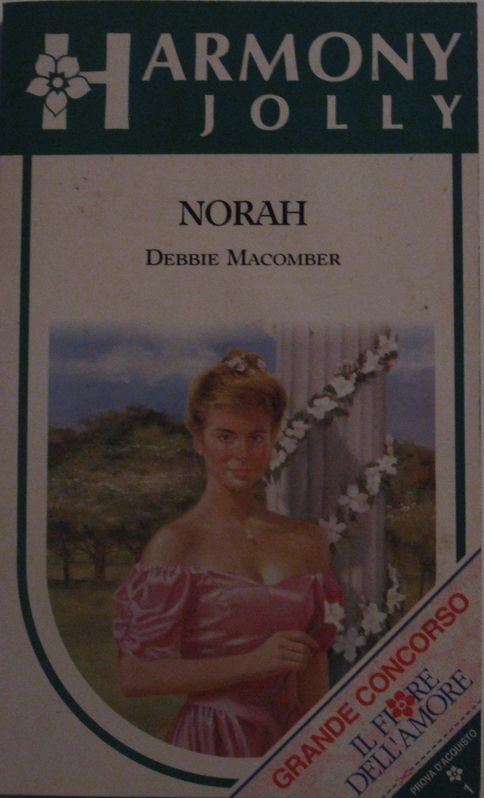 HARMONY
JOLLY
NORAH
DEBBIE MACOMBER
GRANDE CONCORSO
IL FIORE
DELL'AMORE
PROVA D'ACQUISTO
1